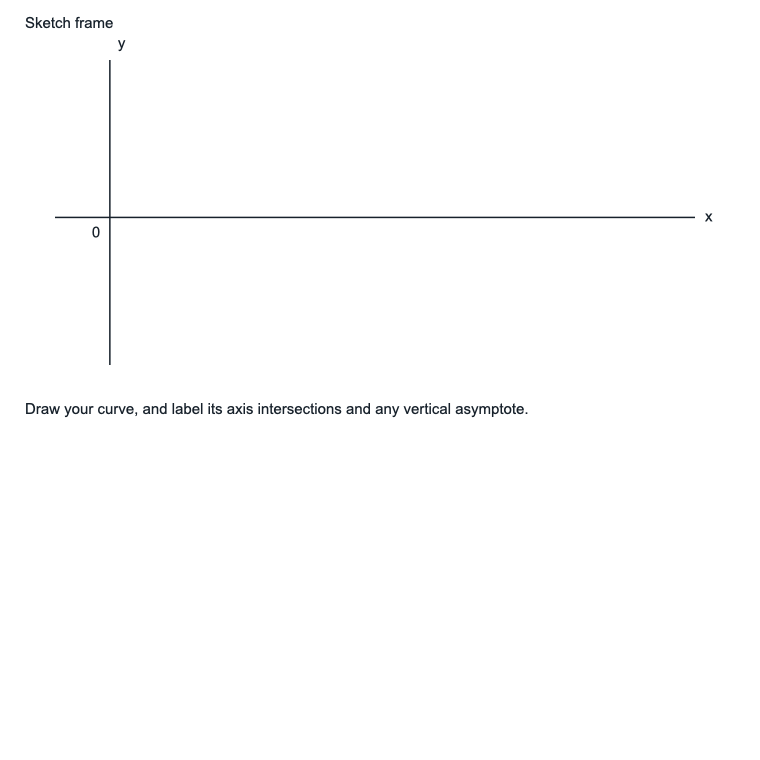 Sketch frame
y
x
0
Draw your curve, and label its axis intersections and any vertical asymptote.